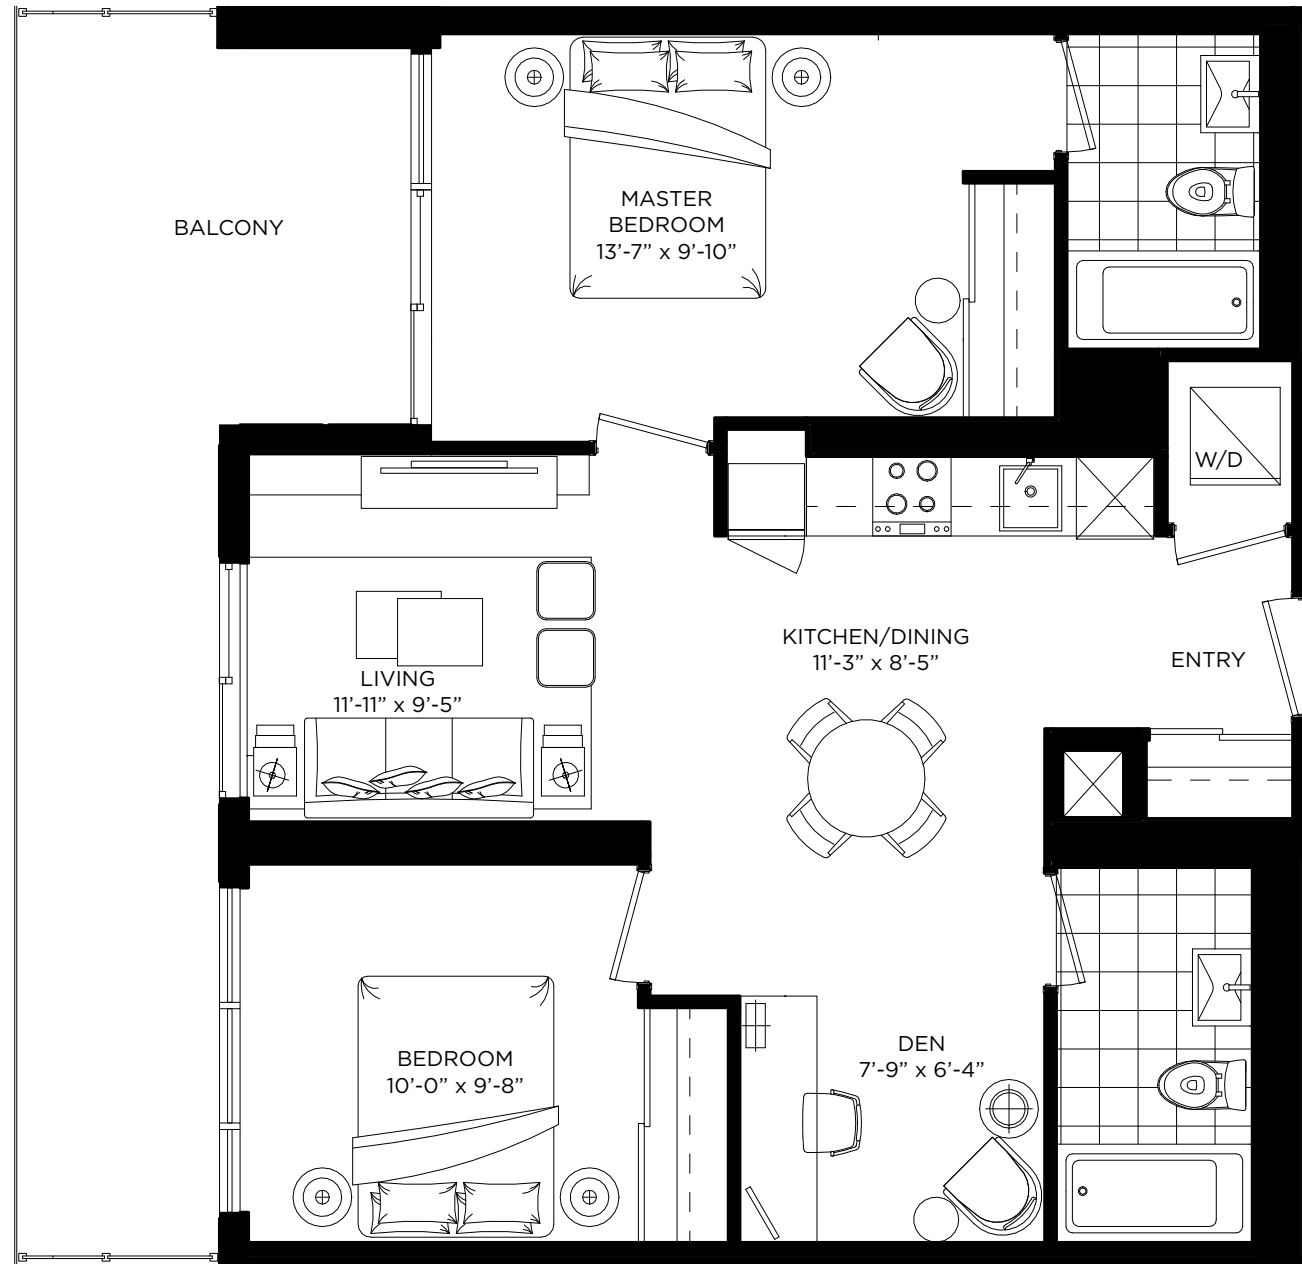 BALCONY
MASTER
BEDROOM
13’-7” x 9’-10”
W/D
KITCHEN/DINING
11’-3” x 8’-5”
ENTRY
LIVING
11’-11” x 9’-5”
BEDROOM
10’-0” x 9’-8”
DEN
7’-9” x 6’-4”